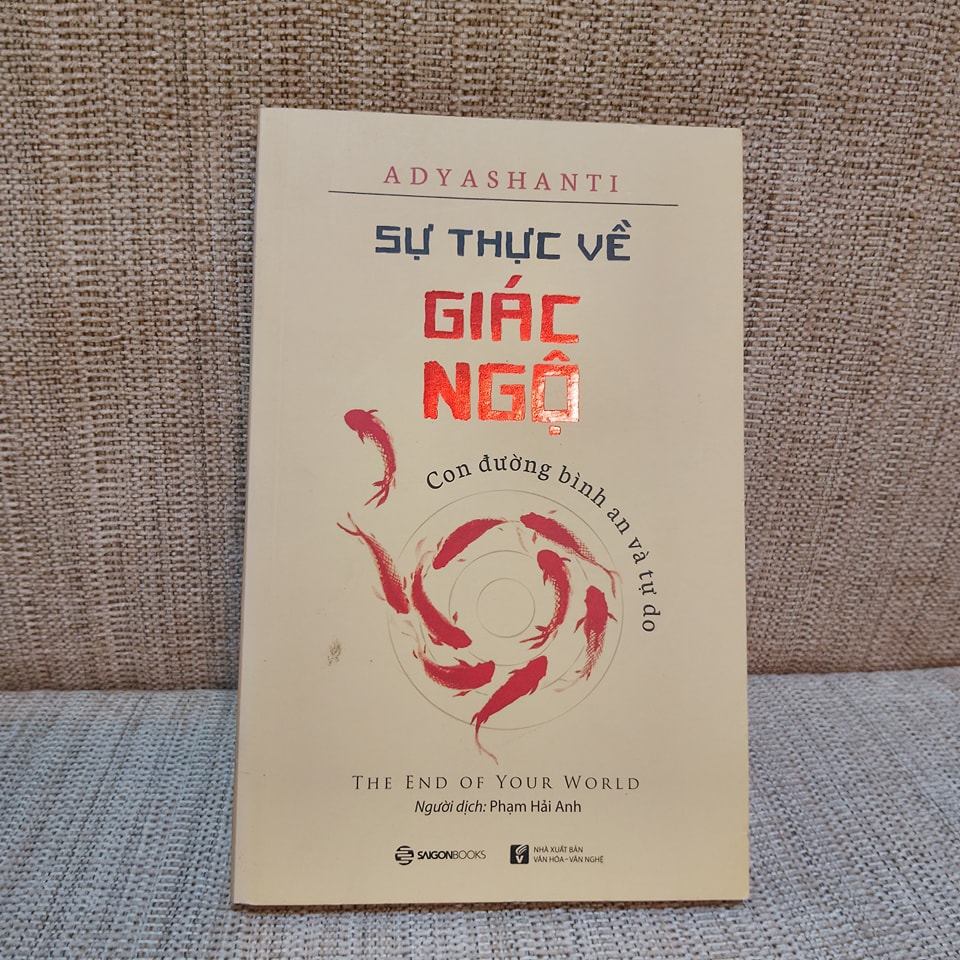 ADYASHANTI
SỰ THỰC VỀ
GIÁC
NGỘ
Con đường bình an và tự do
THE END OF YOUR WORLD
Người dịch: Phạm Hải Anh
SAIGONBOOKS
NHÀ XUẤT BẢN
VĂN HÓA - VĂN NGHỆ